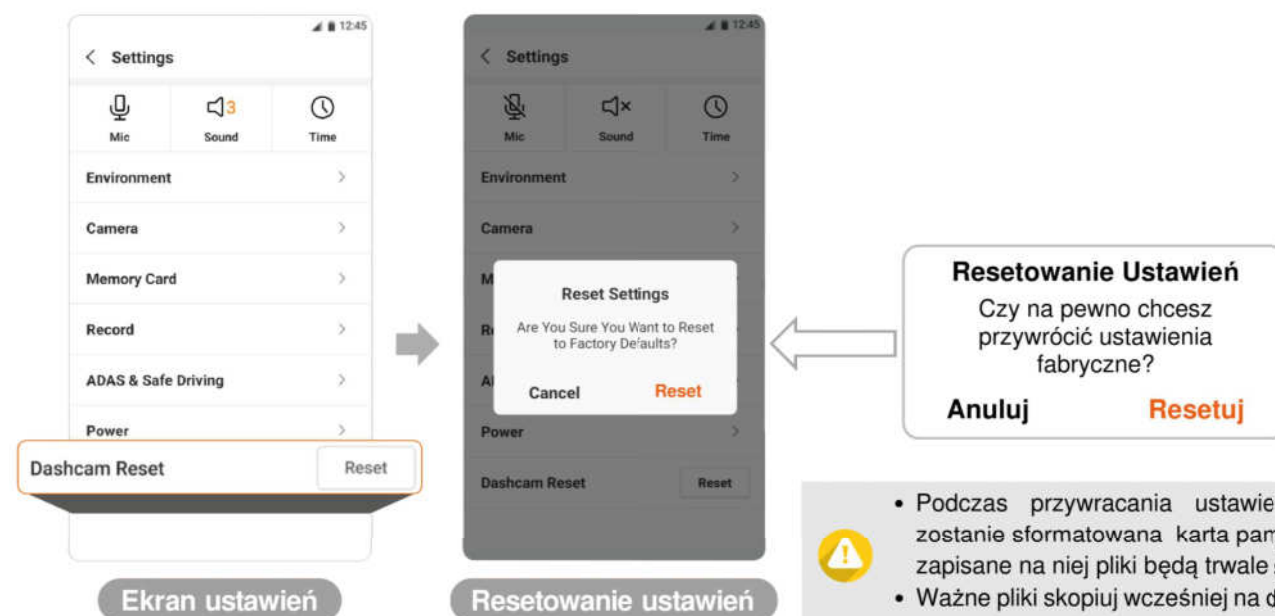 12:45
Settings
3
Mic Sound Time
Environment
Camera
Memory Card
Record
ADAS & Safe Driving
Power
Dashcam Reset Reset
Ekran ustawień
12:45
Settings
Mic Sound Time
Environment
Camera
Reset Settings
Are You Sure You Want to Reset
to Factory Defaults?
Cancel Reset
Power
Dashcam Reset Reset
Resetowanie ustawień
Resetowanie Ustawień
Czy na pewno chcesz
przywrócić ustawienia
fabryczne?
Anuluj Resetuj
• Podczas przywracania
zostanie sformatowana karta
zapisane na niej pliki będą trwale
• Ważne pliki skopiuj wcześniej na